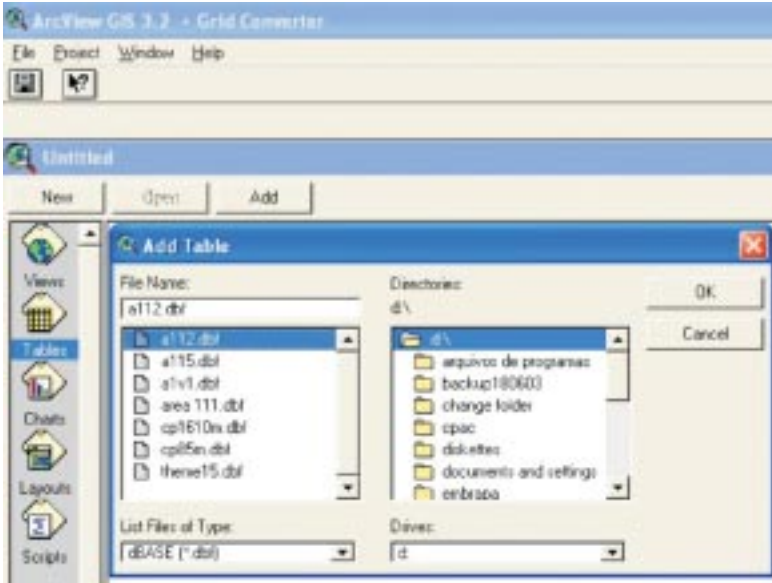 ArcView GIS 3.2 - Grid Converter
File Project Window Help
Untitled
New Open Add
Views
Tables
Charts
Layouts
Scripts
Add Table
File Name:
a112.dbf
a112.dbf
a115.dbf
a1v1.dbf
area 111.dbf
cp1610m.dbf
cp85m.dbf
theme15.dbf
List Files of Type:
dBASE (*.dbf)
Directories:
d:\
d:\
arquivos de programas
backup180603
change folder
cpac
diskettes
documents and settings
embrapa
Drives:
d:
OK
Cancel